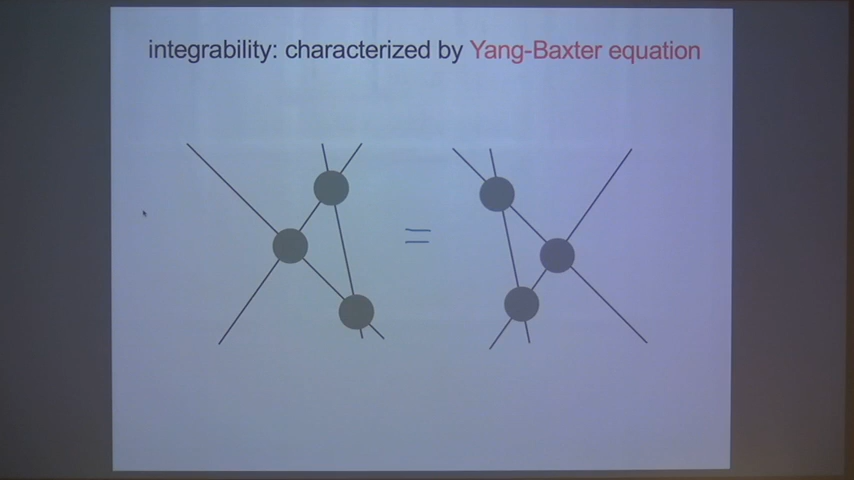 integrability: characterized by Yang-Baxter equation
=